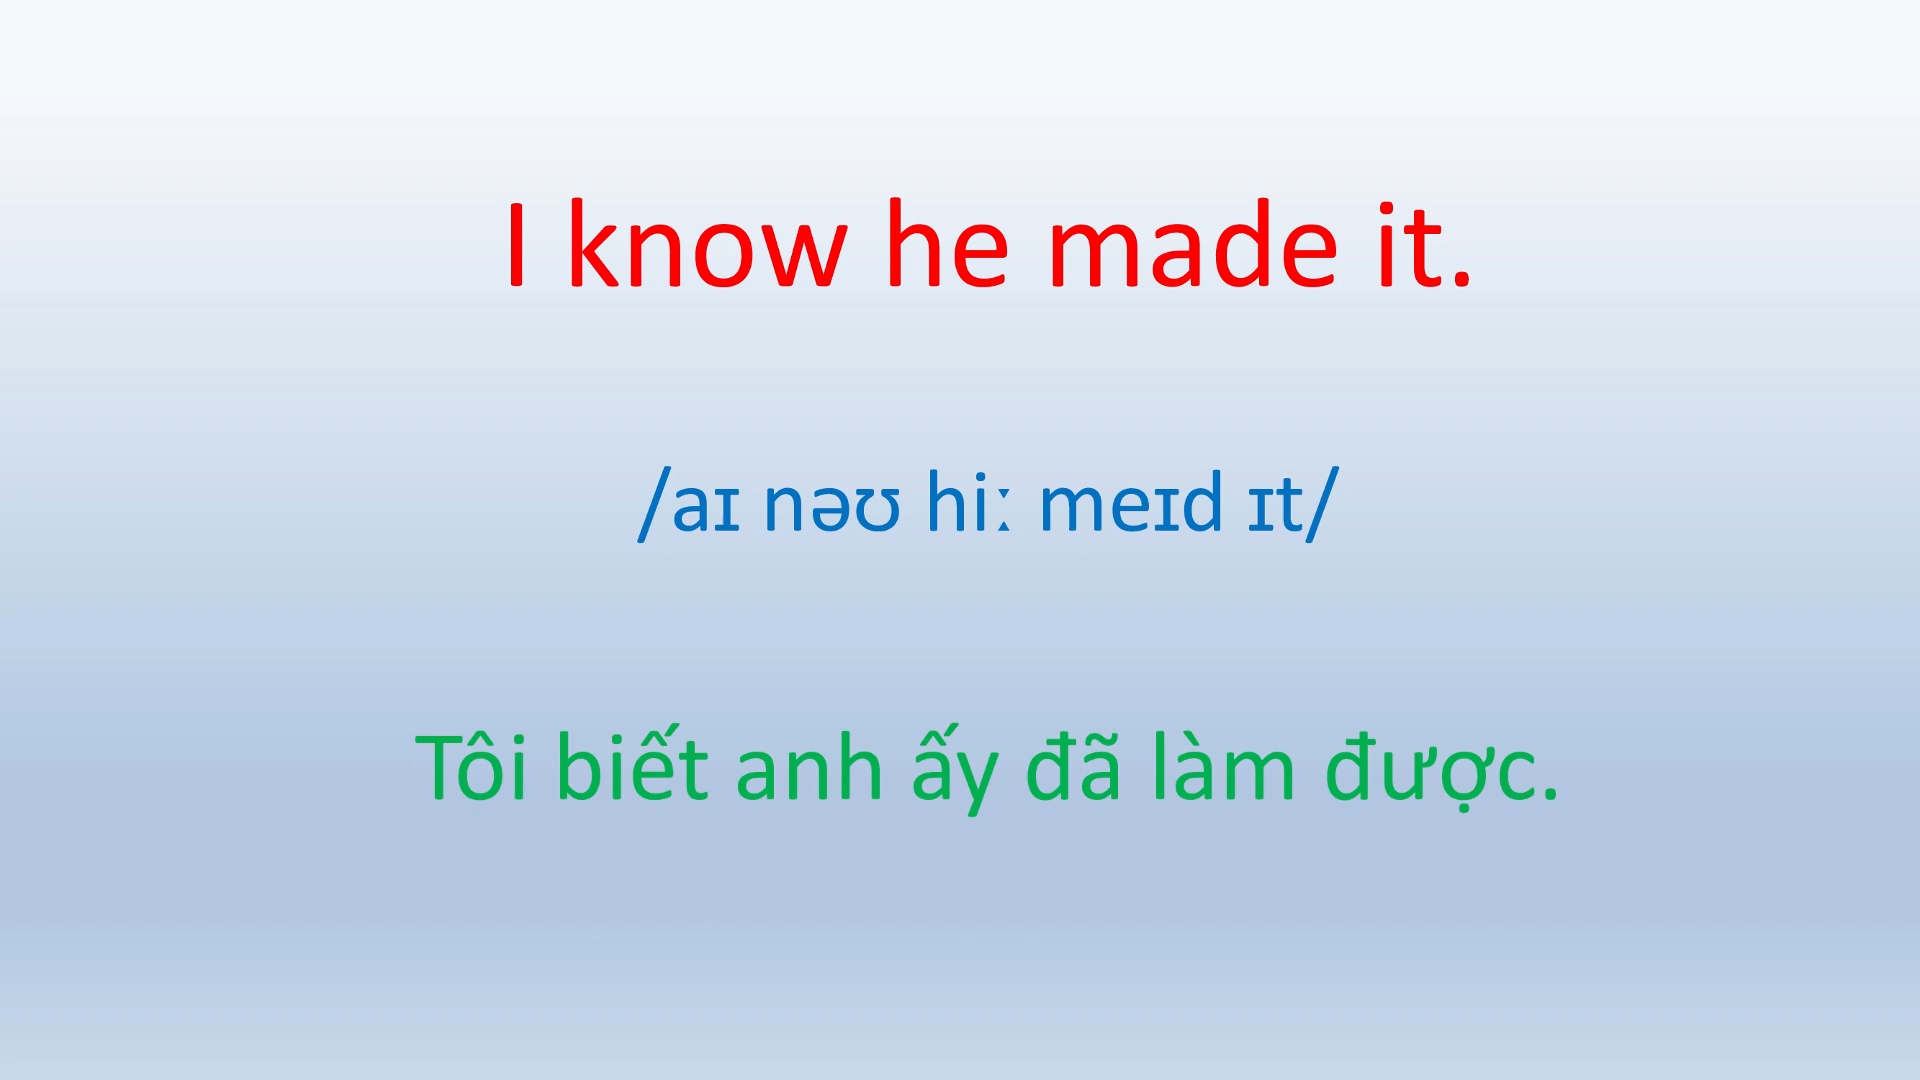 I know he made it.
/aɪ nəʊ hiː meɪd ɪt/
Tôi biết anh ấy đã làm được.